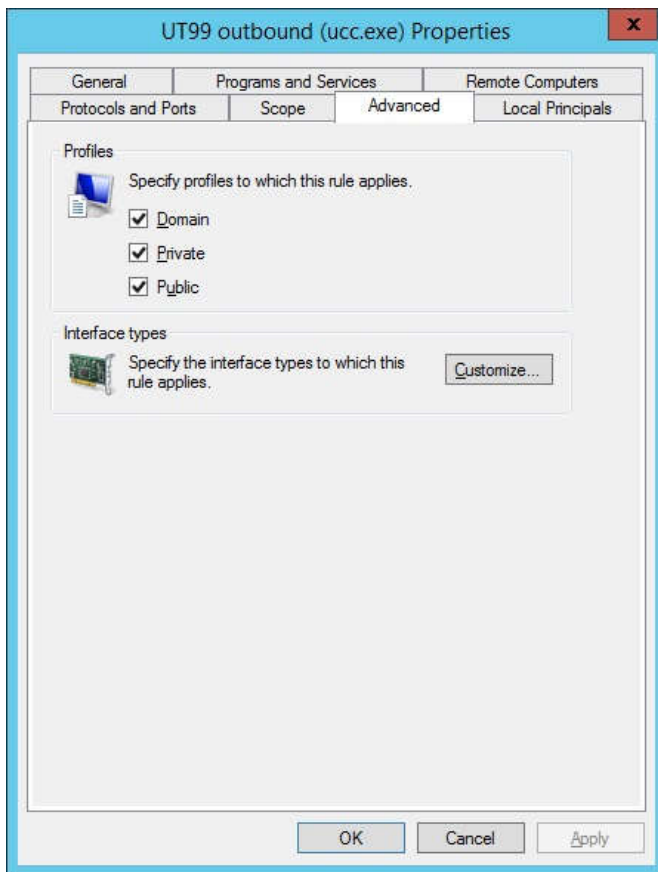 UT99 outbound (ucc.exe) Properties
x
General
Programs and Services
Remote Computers
Protocols and Ports
Scope
Advanced
Local Principals
Profiles
Specify profiles to which this rule applies.
Domain
Private
Public
Interface types
Specify the interface types to which this
rule applies.
Customize...
OK
Cancel
Apply